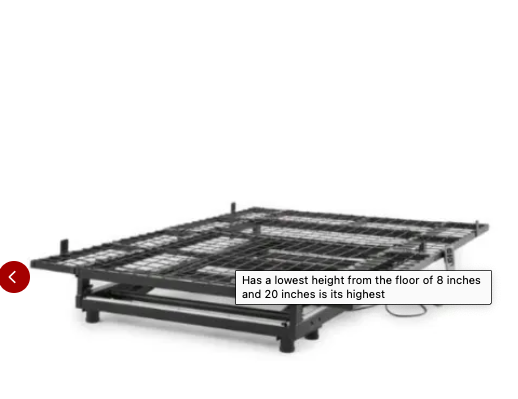 Has a lowest height from the floor of 8 inches
and 20 inches is its highest